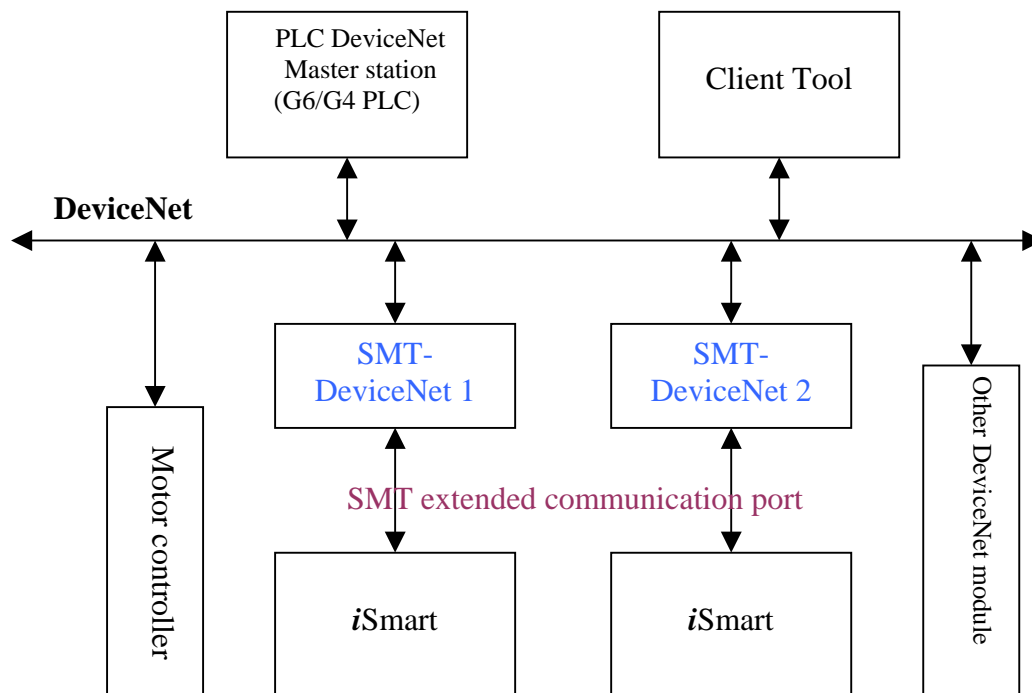 PLC DeviceNet
Master station
(G6/G4 PLC)
Client Tool
DeviceNet
SMT-
DeviceNet 1
SMT-
DeviceNet 2
Motor controller
Other DeviceNet module
SMT extended communication port
iSmart
iSmart